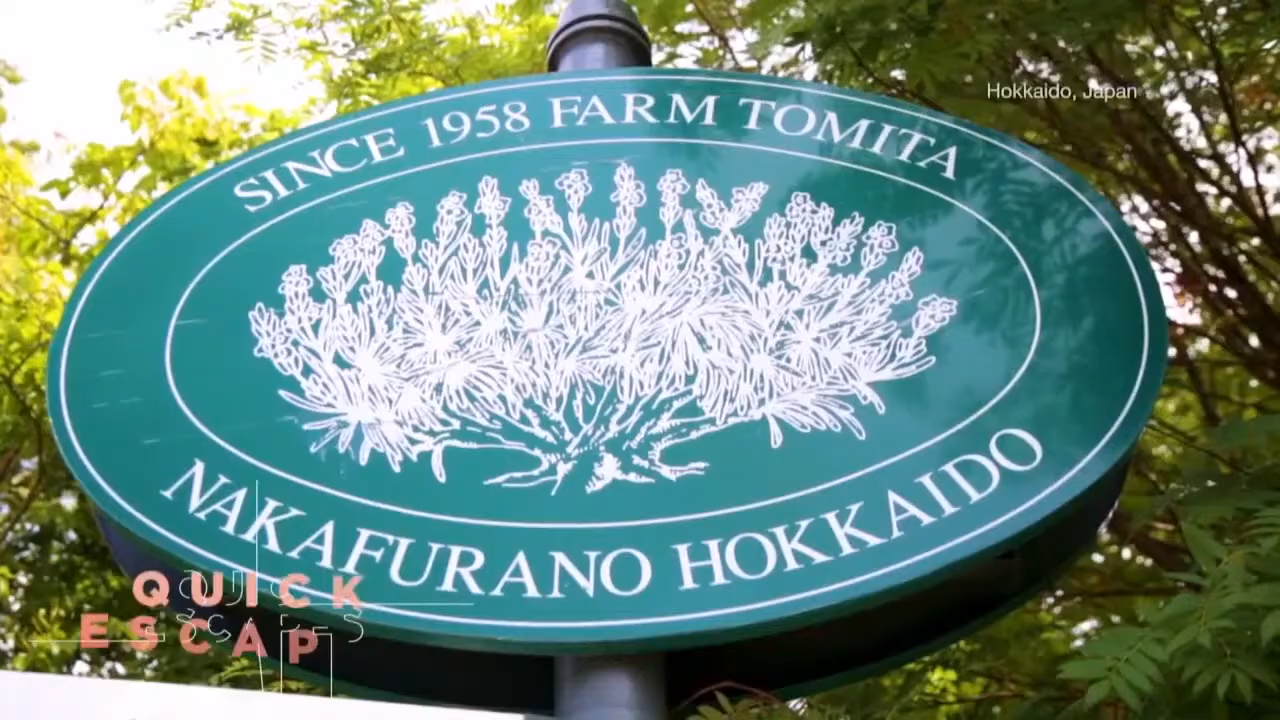 Hokkaido, Japan
SINCE 1958 FARM TOMITA
NAKAFURANO HOKKAIDO
QUICK
ESCAP